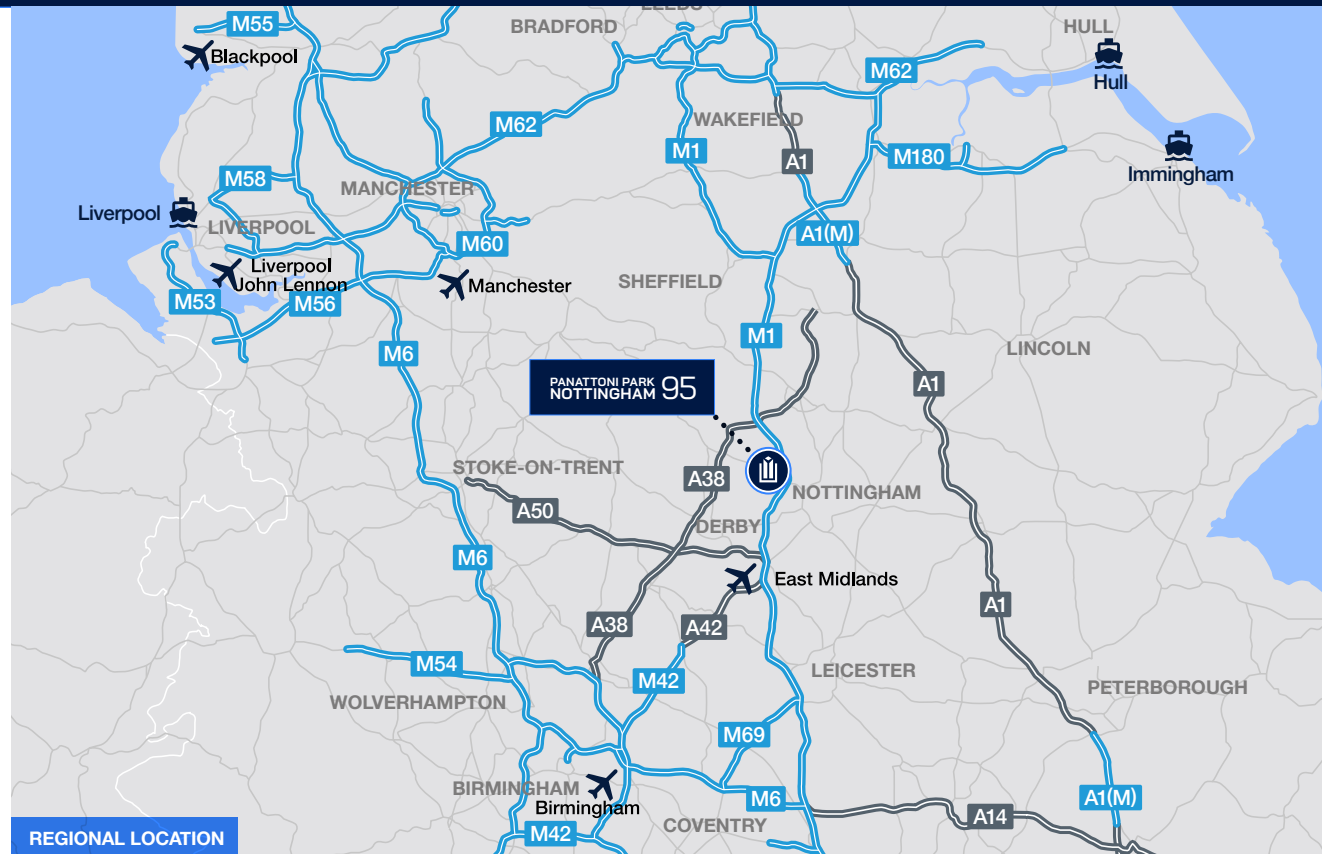 LEEDS
M55
BRADFORD
HULL
Blackpool
M62
Hull
M62
WAKEFIELD
M1
A1
M180
Immingham
M58
MANCHESTER
Liverpool
LIVERPOOL
M60
A1(M)
Liverpool
John Lennon
Manchester
SHEFFIELD
M53
M56
M1
M6
LINCOLN
PANATTONI PARK
NOTTINGHAM 95
A1
STOKE-ON-TRENT
A38
NOTTINGHAM
A50
DERBY
M6
East Midlands
A1
A38
A42
M54
M42
LEICESTER
PETERBOROUGH
WOLVERHAMPTON
M69
BIRMINGHAM
Birmingham
M6
A1(M)
M42
COVENTRY
A14
REGIONAL LOCATION